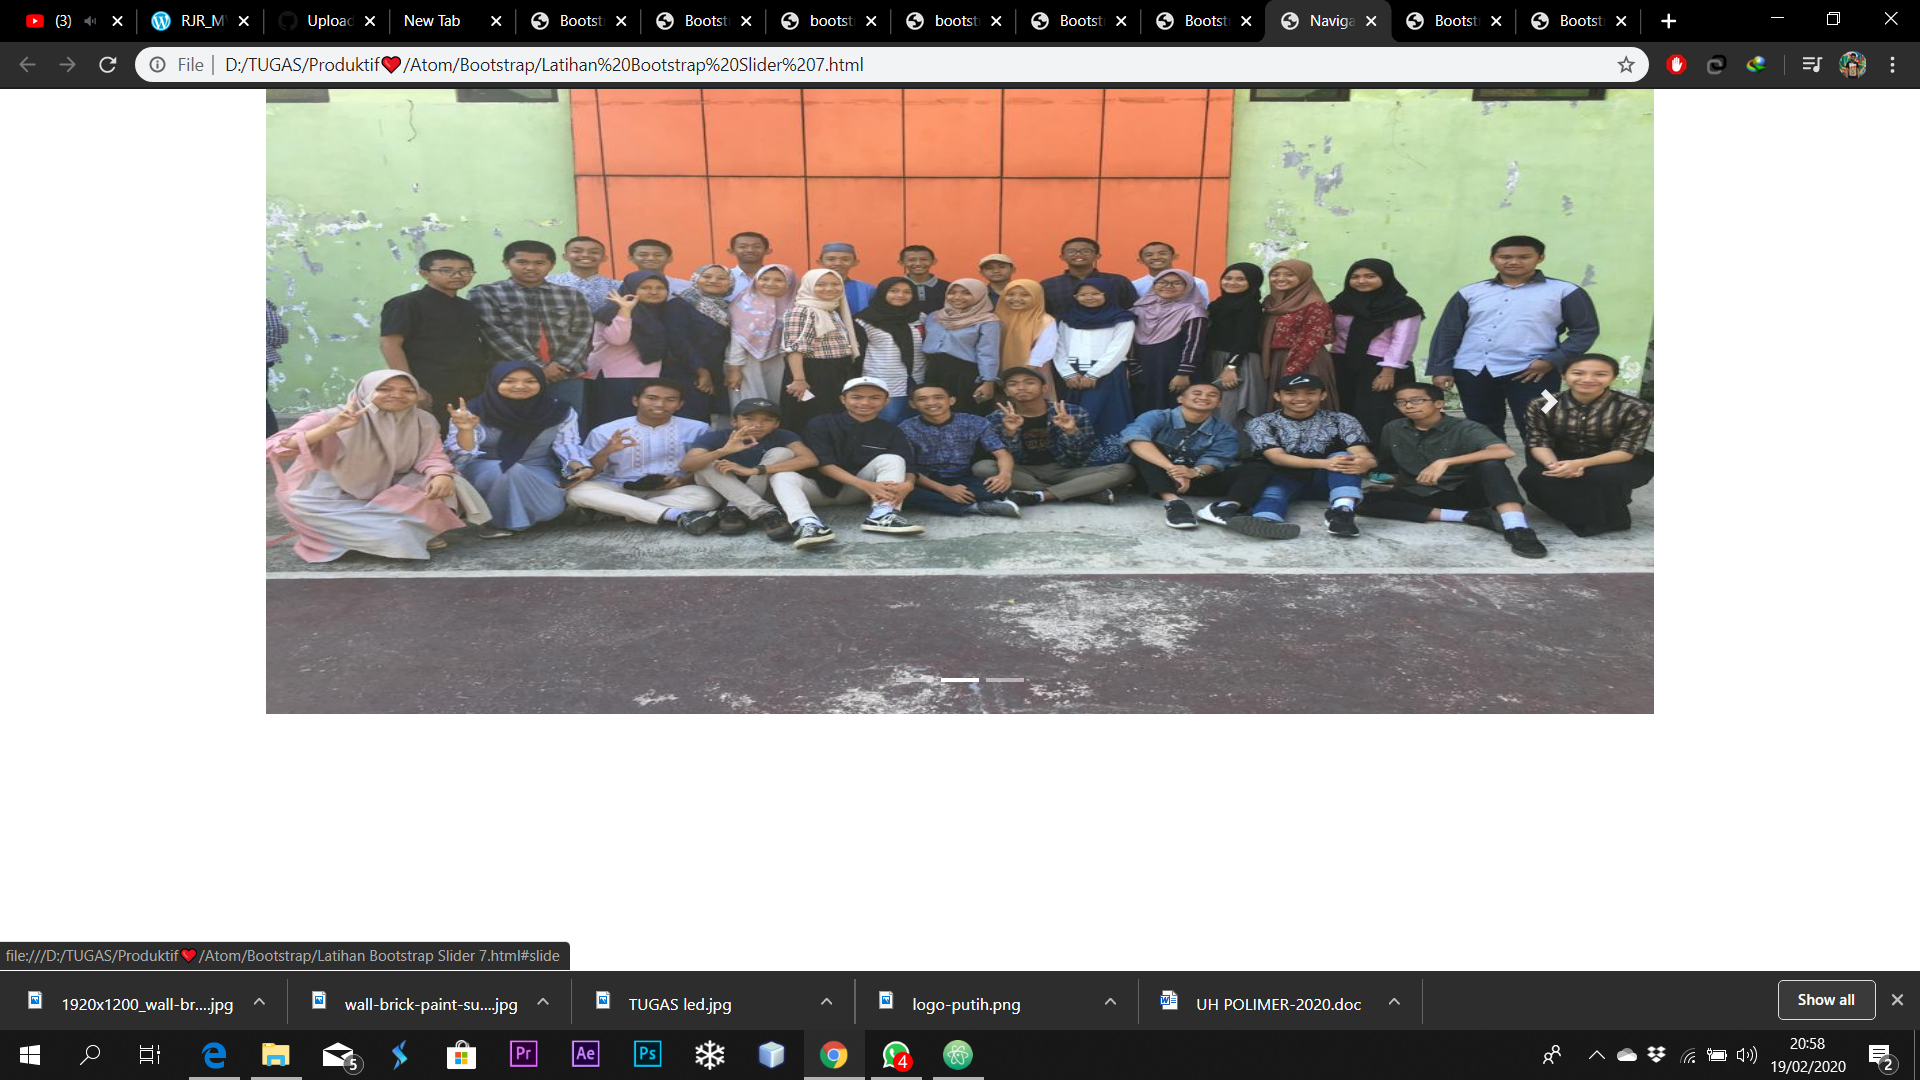 (3)
RJR_M
Upload
New Tab
Bootst
Bootst
bootst
bootst
Bootst
Bootst
Naviga
Bootst
Bootst
File
D:/TUGAS/Produktif❤/Atom/Bootstrap/Latihan%20Bootstrap%20Slider%207.html
file:///D:/TUGAS/Produktif❤/Atom/Bootstrap/Latihan Bootstrap Slider 7.html#slide
1920x1200_wall-br....jpg
wall-brick-paint-su....jpg
TUGAS led.jpg
logo-putih.png
UH POLIMER-2020.doc
Show all
5
Pr
Ae
Ps
4
20:58
19/02/2020
2